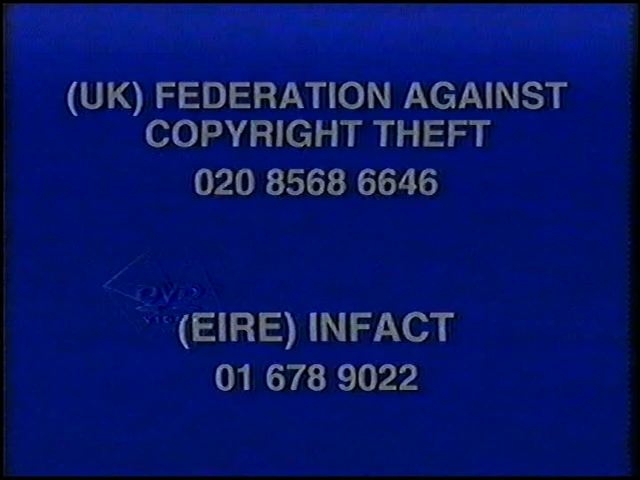 (UK) FEDERATION AGAINST
COPYRIGHT THEFT
020 8568 6646
(EIRE) INFACT
01 678 9022